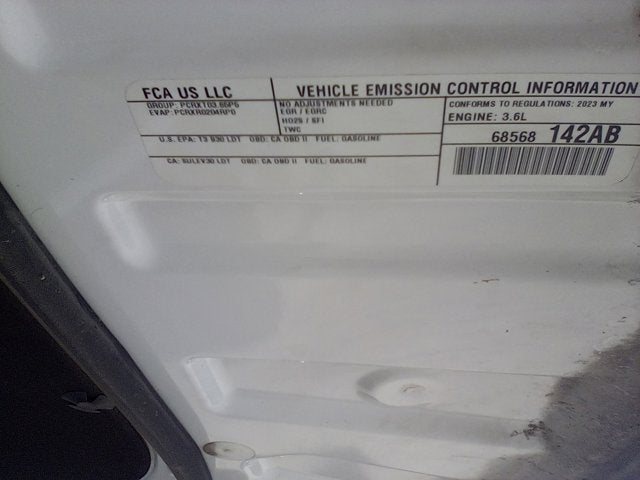 FCA US LLC
VEHICLE EMISSION CONTROL INFORMATION
GROUP: PCRXT03.65P5
EVAP: PCRXR0204RP0
NO ADJUSTMENTS NEEDED
EGR / EGRC
HO2S / SFI
TWC
U.S. EPA: T3 B30 LDT OBD: CA OBD II FUEL: GASOLINE
CA: SULEV30 LDT OBD: CA OBD II FUEL: GASOLINE
CONFORMS TO REGULATIONS: 2023 MY
ENGINE: 3.6L
68568 142AB